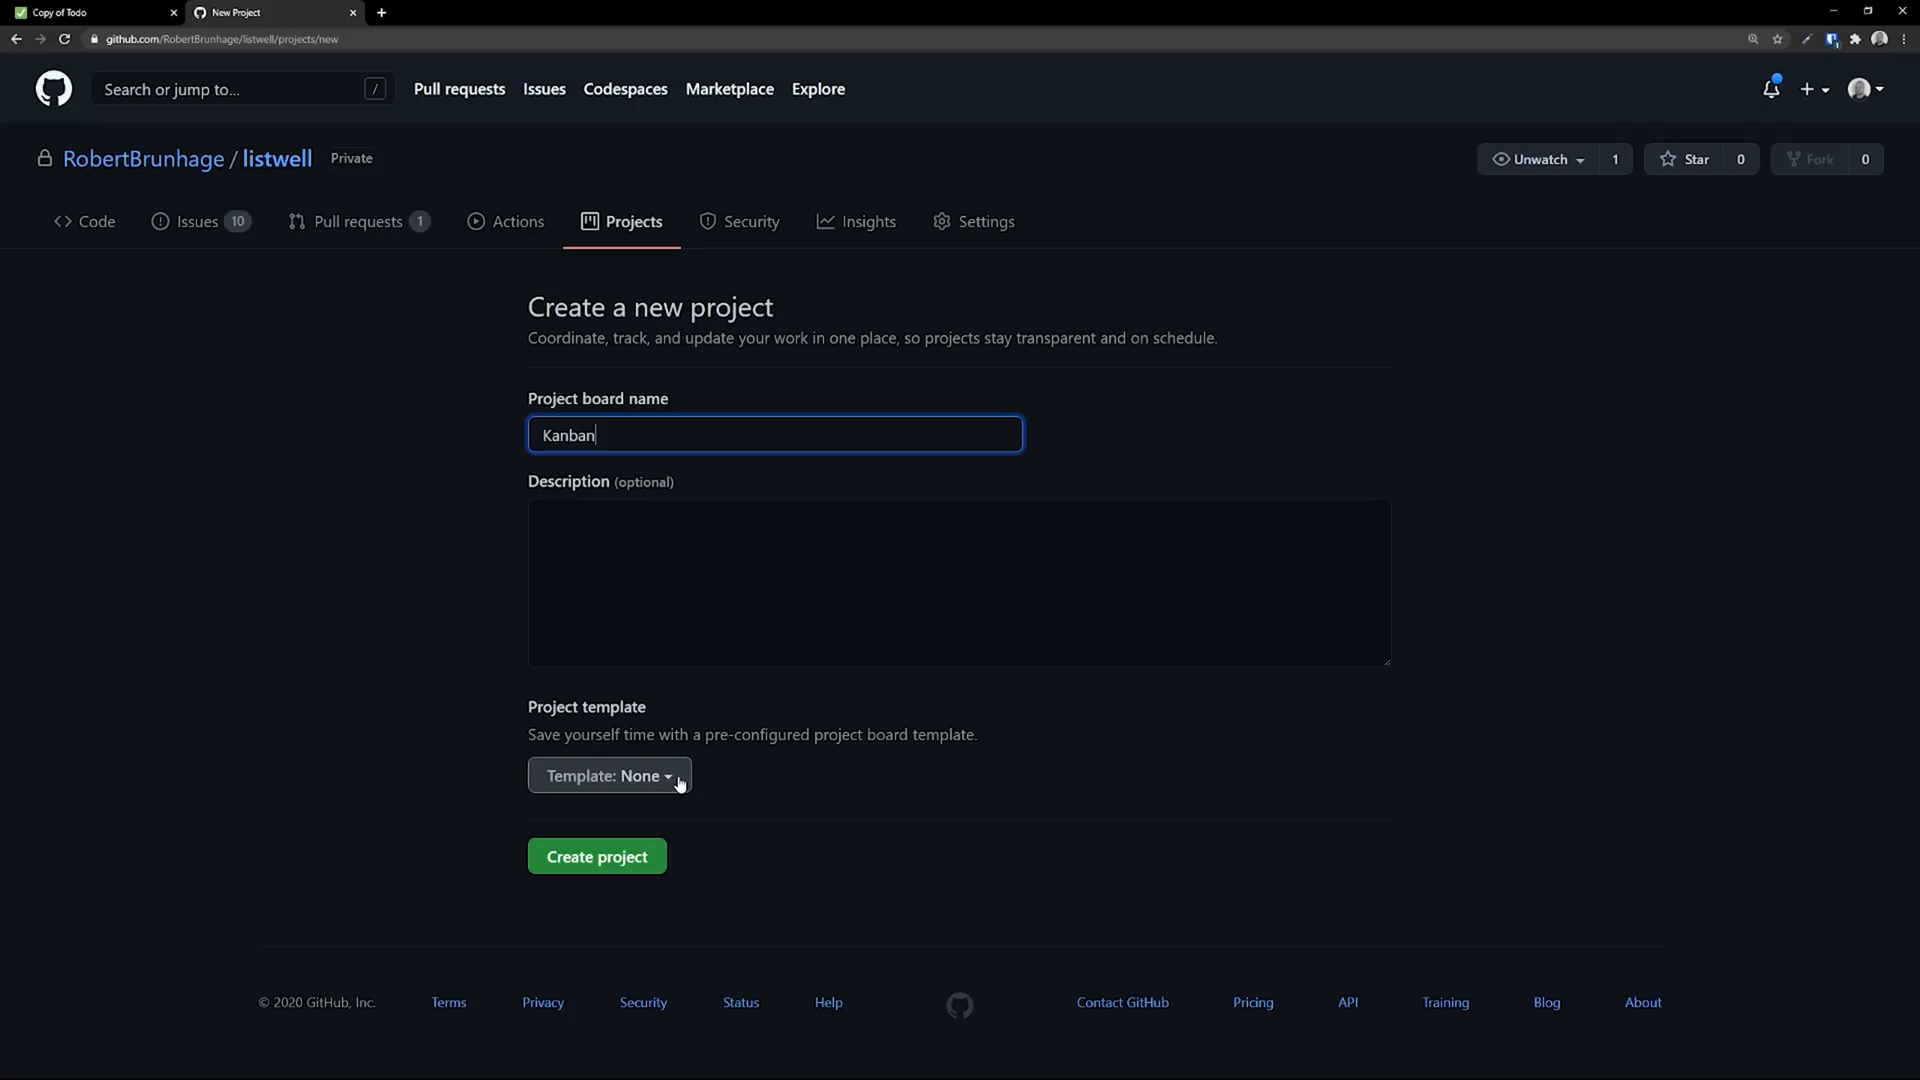 Copy of Todo
New Project
github.com/RobertBrunhage/listwell/projects/new
Search or jump to...
/
Pull requests
Issues
Codespaces
Marketplace
Explore
RobertBrunhage / listwell Private
Unwatch 1
Star 0
Fork 0
Code
Issues 10
Pull requests 1
Actions
Projects
Security
Insights
Settings
Create a new project
Coordinate, track, and update your work in one place, so projects stay transparent and on schedule.
Project board name
Kanban
Description (optional)
Project template
Save yourself time with a pre-configured project board template.
Template: None
Create project
© 2020 GitHub, Inc. Terms Privacy Security Status Help Contact GitHub Pricing API Training Blog About